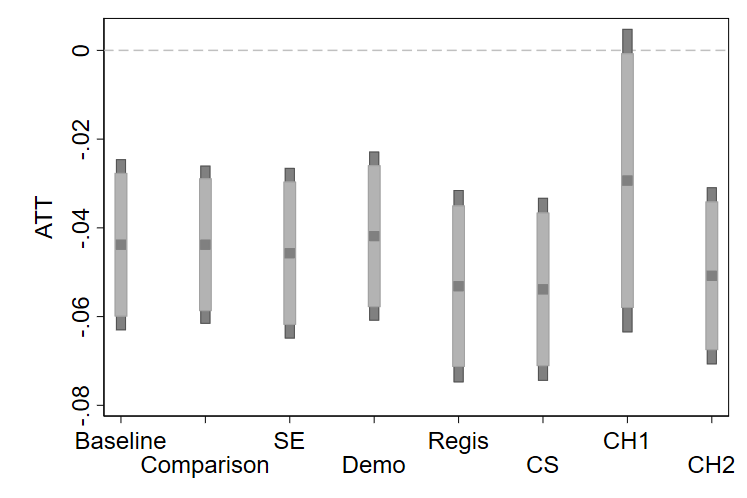 ATT
0
-.02
-.04
-.06
-.08
Baseline
SE
Regis
CH1
Comparison
Demo
CS
CH2